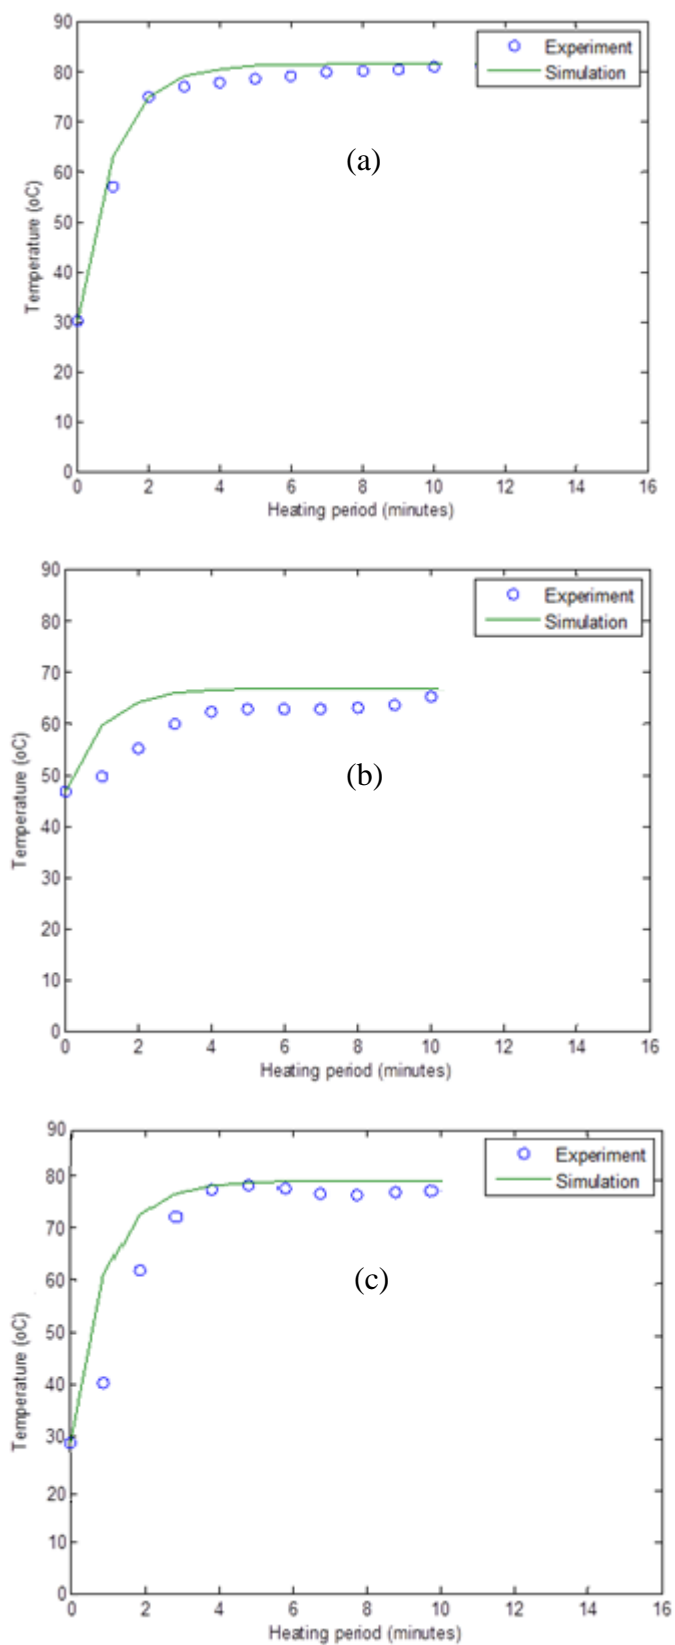 90
80
70
60
50
40
30
20
10
0
Temperature (oC)
Experiment
Simulation
(a)
0 2 4 6 8 10 12 14 16
Heating period (minutes)
90
80
70
60
50
40
30
20
10
0
Temperature (oC)
Experiment
Simulation
(b)
0 2 4 6 8 10 12 14 16
Heating period (minutes)
90
80
70
60
50
40
30
20
10
0
Temperature (oC)
Experiment
Simulation
(c)
0 2 4 6 8 10 12 14 16
Heating period (minutes)